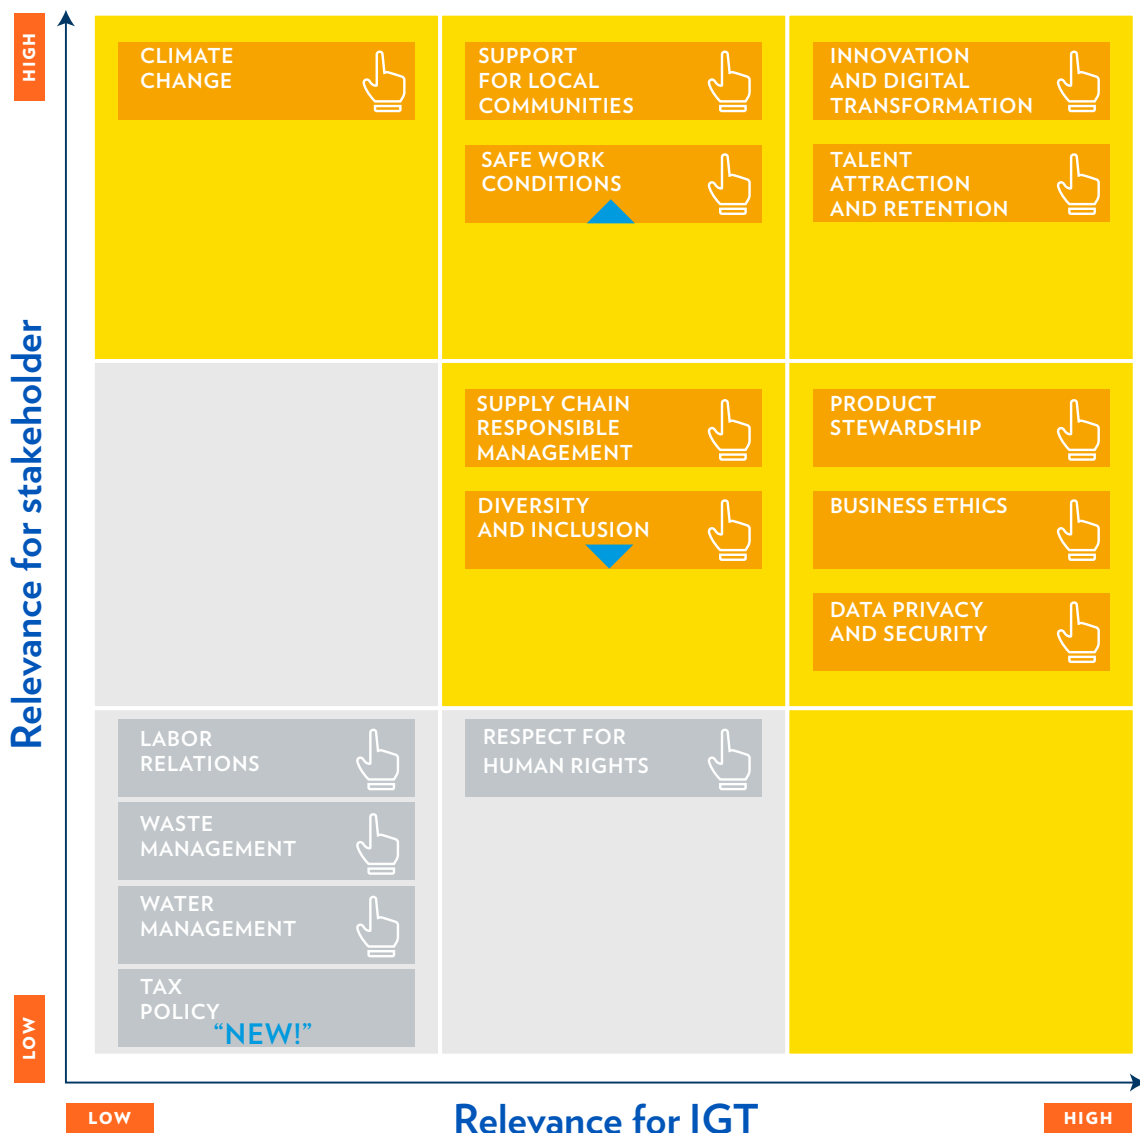 HIGH
CLIMATE
CHANGE
SUPPORT
FOR LOCAL
COMMUNITIES
INNOVATION
AND DIGITAL
TRANSFORMATION
SAFE WORK
CONDITIONS
TALENT
ATTRACTION
AND RETENTION
Relevance for stakeholder
SUPPLY CHAIN
RESPONSIBLE
MANAGEMENT
PRODUCT
STEWARDSHIP
DIVERSITY
AND INCLUSION
BUSINESS ETHICS
DATA PRIVACY
AND SECURITY
LABOR
RELATIONS
RESPECT FOR
HUMAN RIGHTS
WASTE
MANAGEMENT
WATER
MANAGEMENT
TAX
POLICY
“NEW!”
LOW
LOW
Relevance for IGT
HIGH